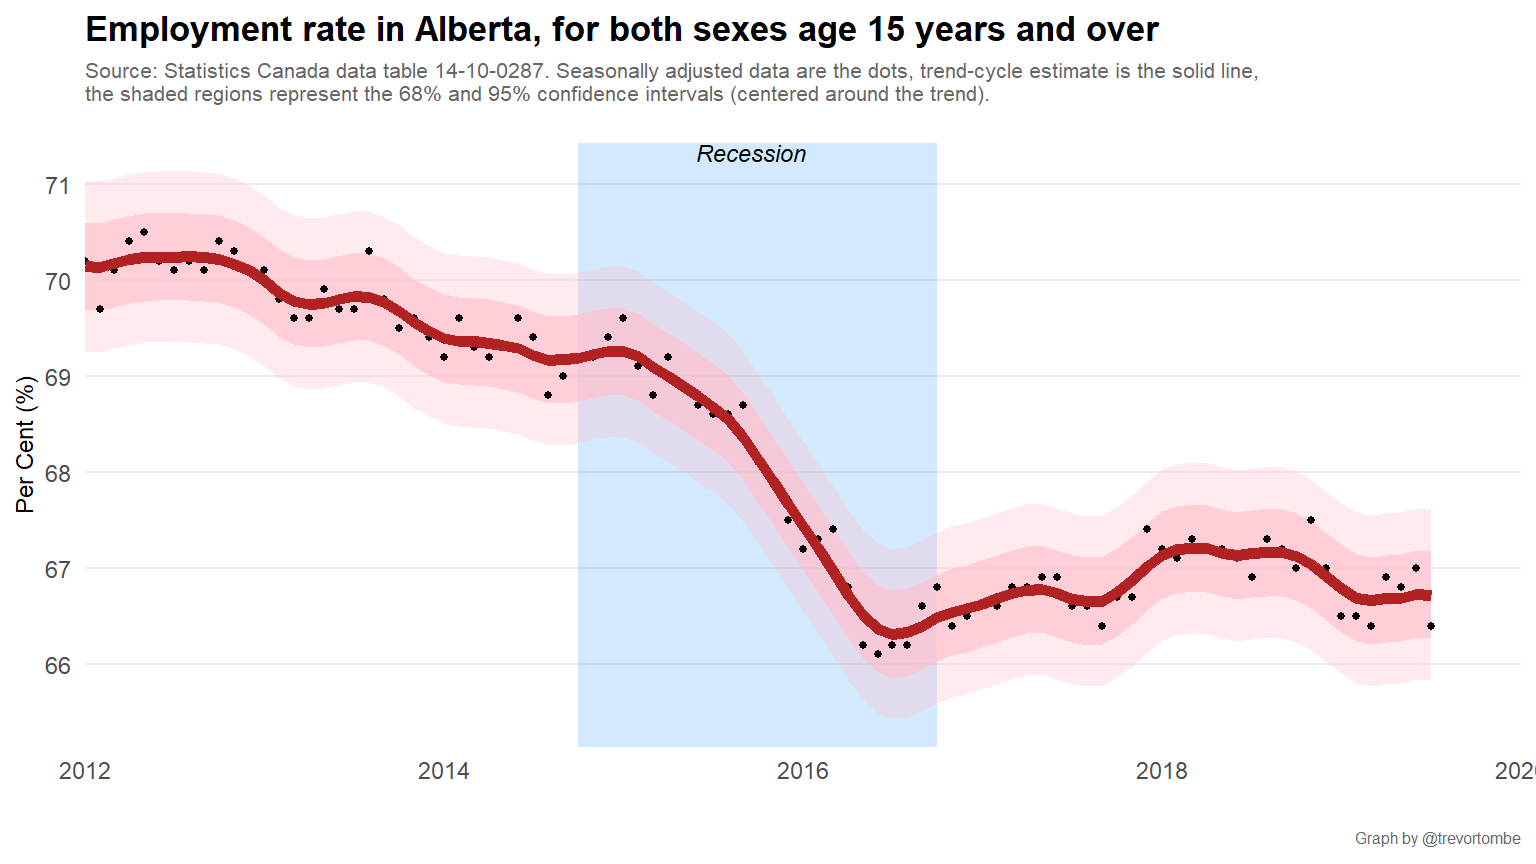 Employment rate in Alberta, for both sexes age 15 years and over
Source: Statistics Canada data table 14-10-0287. Seasonally adjusted data are the dots, trend-cycle estimate is the solid line,
the shaded regions represent the 68% and 95% confidence intervals (centered around the trend).
Recession
71
70
69
68
67
66
Per Cent (%)
2012 2014 2016 2018 202
Graph by @trevortombe